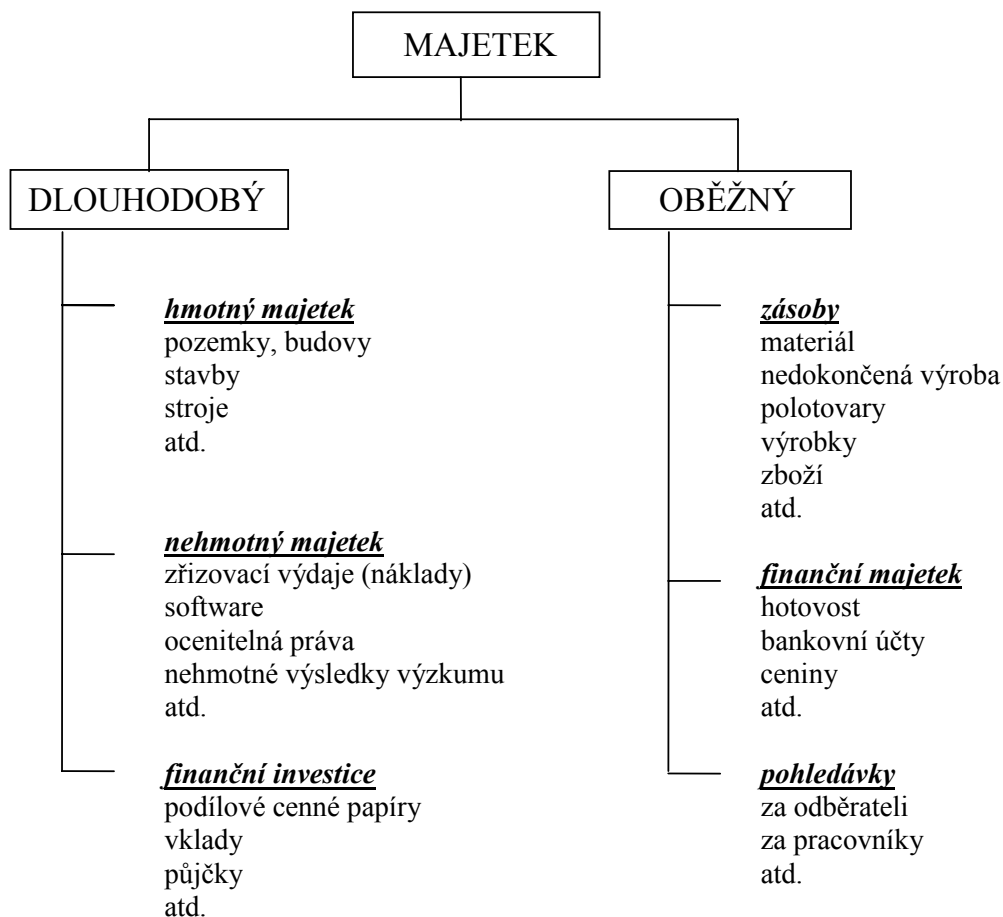 MAJETEK
DLOUHODOBÝ
hmotný majetek
pozemky, budovy
stavby
stroje
atd.
nehmotný majetek
zřizovací výdaje (náklady)
software
ocenitelná práva
nehmotné výsledky výzkumu
atd.
finanční investice
podílové cenné papíry
vklady
půjčky
atd.
OBĚŽNÝ
zásoby
materiál
nedokončená výroba
polotovary
výrobky
zboží
atd.
finanční majetek
hotovost
bankovní účty
ceniny
atd.
pohledávky
za odběrateli
za pracovníky
atd.